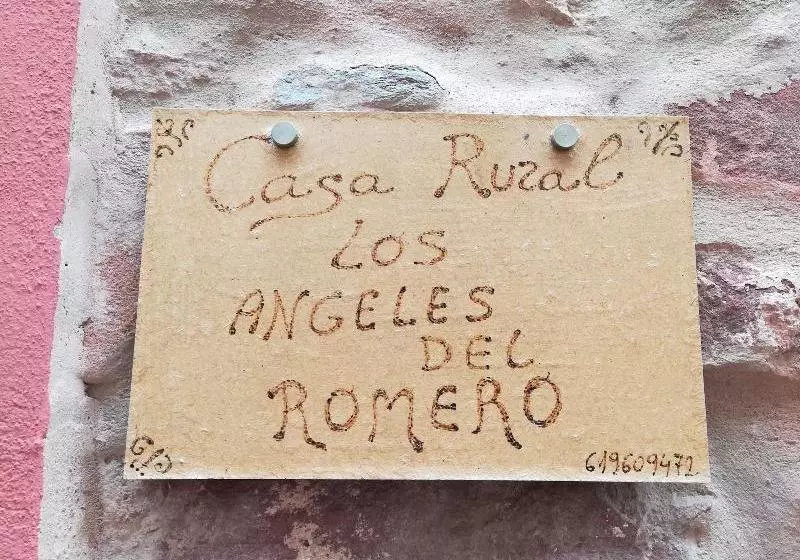 Casa Rural
LOS
ANGELES
DEL
ROMERO
619609472